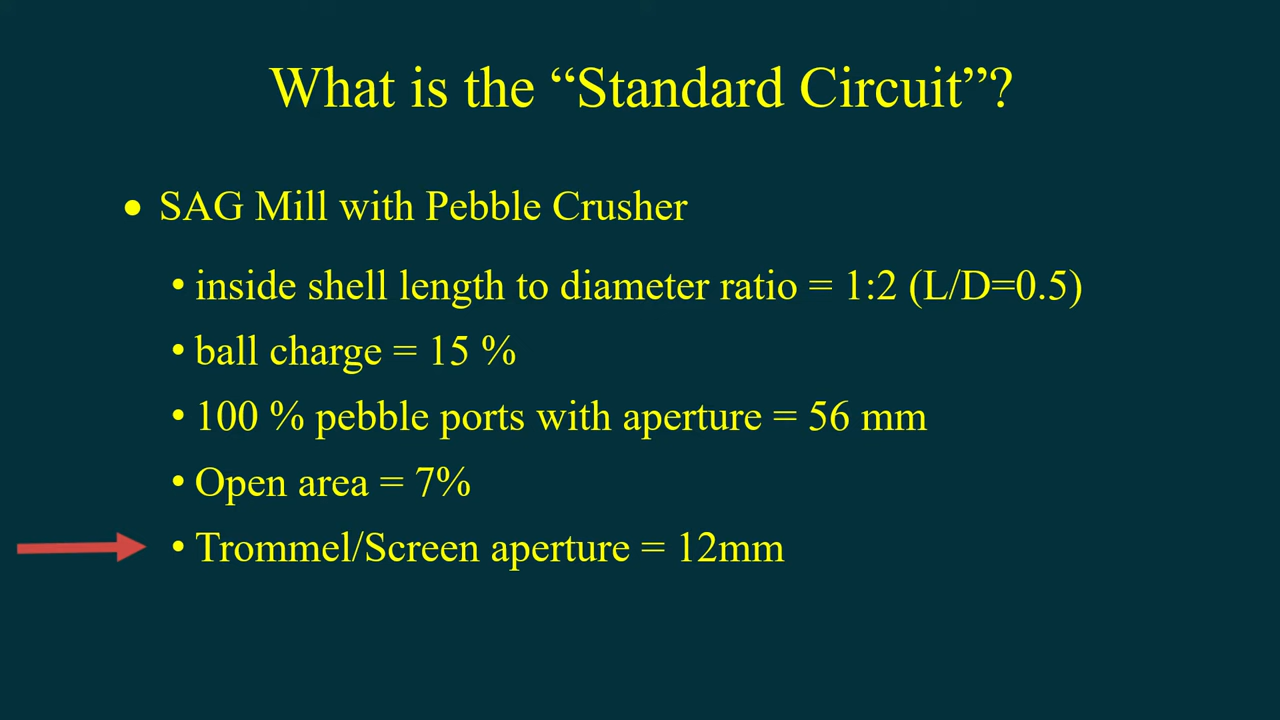 What is the “Standard Circuit”?
• SAG Mill with Pebble Crusher
• inside shell length to diameter ratio = 1:2 (L/D=0.5)
• ball charge = 15 %
• 100 % pebble ports with aperture = 56 mm
• Open area = 7%
• Trommel/Screen aperture = 12mm